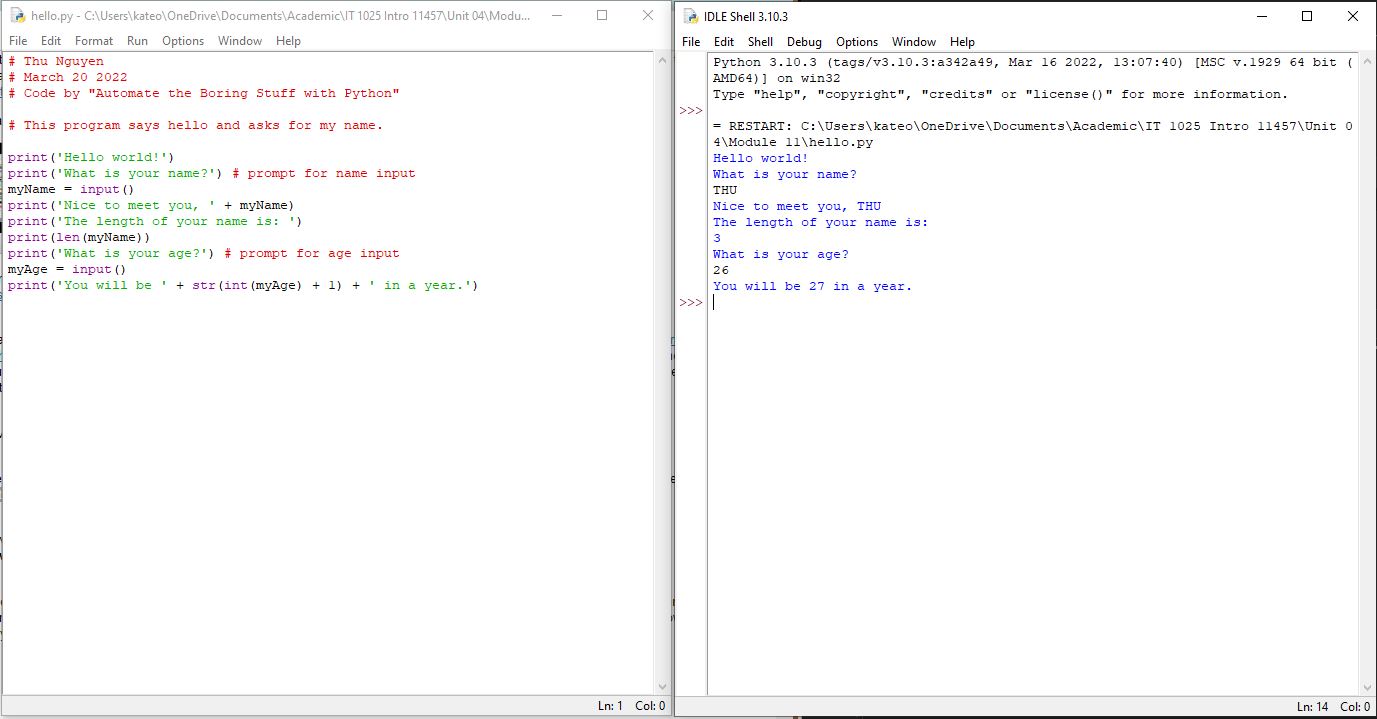 hello.py - C:\Users\kateo\OneDrive\Documents\Academic\IT 1025 Intro 11457\Unit 04\Modu...
File Edit Format Run Options Window Help
# Thu Nguyen
# March 20 2022
# Code by "Automate the Boring Stuff with Python"
# This program says hello and asks for my name.
print('Hello world!')
print('What is your name?') # prompt for name input
myName = input()
print('Nice to meet you, ' + myName)
print('The length of your name is: ')
print(len(myName))
print('What is your age?') # prompt for age input
myAge = input()
print('You will be ' + str(int(myAge) + 1) + ' in a year.')
Ln: 1 Col: 0
IDLE Shell 3.10.3
File Edit Shell Debug Options Window Help
Python 3.10.3 (tags/v3.10.3:a342a49, Mar 16 2022, 13:07:40) [MSC v.1929 64 bit (
AMD64)] on win32
Type "help", "copyright", "credits" or "license()" for more information.
>>>
= RESTART: C:\Users\kateo\OneDrive\Documents\Academic\IT 1025 Intro 11457\Unit 0
4\Module 11\hello.py
Hello world!
What is your name?
THU
Nice to meet you, THU
The length of your name is:
3
What is your age?
26
You will be 27 in a year.
>>>
Ln: 14 Col: 0